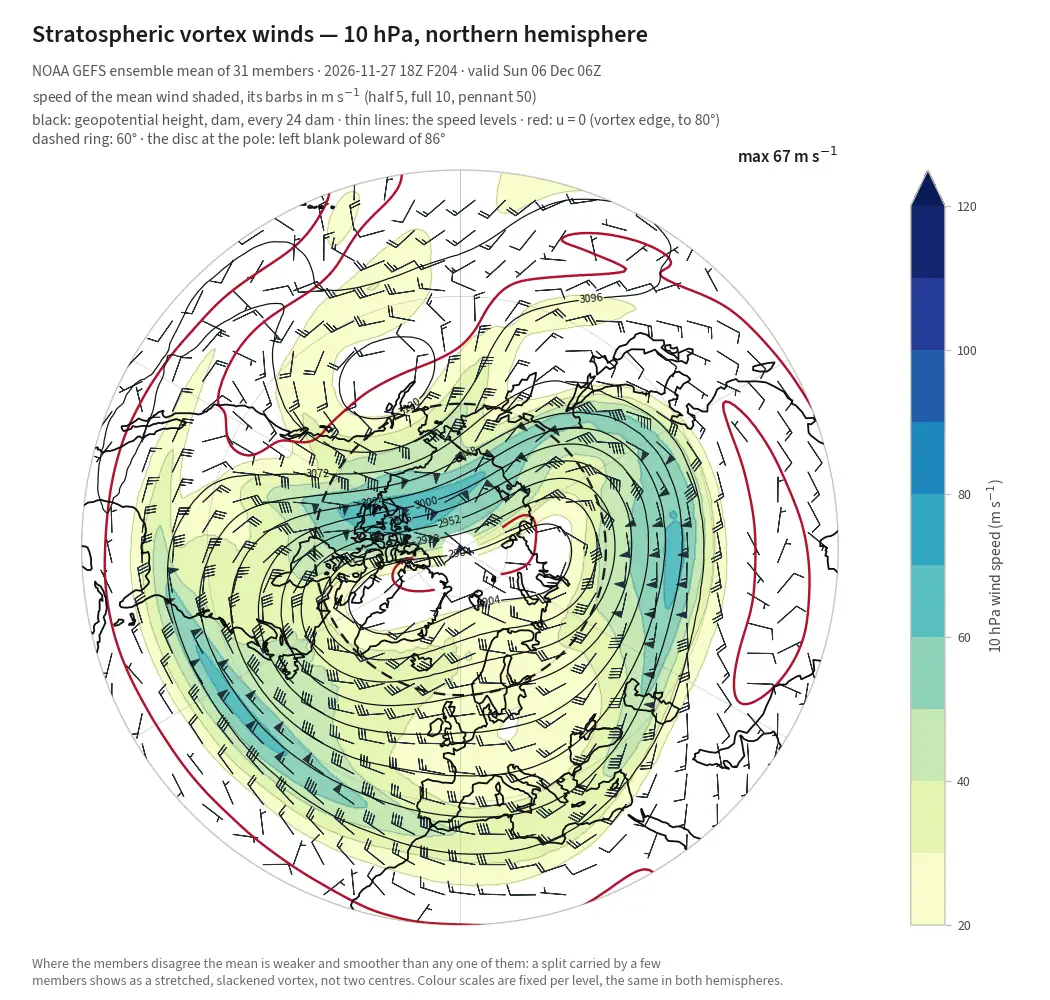 Stratospheric vortex winds — 10 hPa, northern hemisphere
NOAA GEFS ensemble mean of 31 members · 2026-11-27 18Z F204 · valid Sun 06 Dec 06Z
speed of the mean wind shaded, its barbs in m s⁻¹ (half 5, full 10, pennant 50)
black: geopotential height, dam, every 24 dam · thin lines: the speed levels · red: u = 0 (vortex edge, to 80°)
dashed ring: 60° · the disc at the pole: left blank poleward of 86°
max 67 m s⁻¹
120
100
80
60
40
20
10 hPa wind speed (m s⁻¹)
3096
3072
3000
2952
2904
Where the members disagree the mean is weaker and smoother than any one of them: a split carried by a few
members shows as a stretched, slackened vortex, not two centres. Colour scales are fixed per level, the same in both hemispheres.